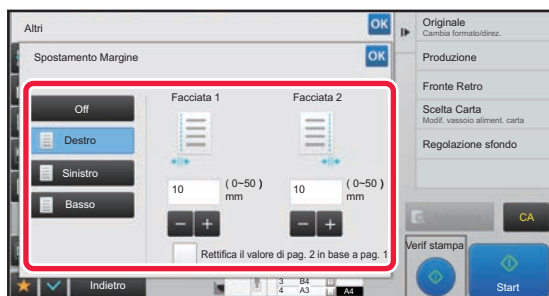 Altri
OK
Spostamento Margine
OK
Off
Destro
Sinistro
Basso
Facciata 1
Facciata 2
10
(0~50)
mm
10
(0~50)
mm
Rettifica il valore di pag. 2 in base a pag. 1
Indietro
3 B4
4 A3
A4
Originale
Cambia formato/direz.
Produzione
Fronte Retro
Scelta Carta
Modif. vassoio aliment. carta
Regolazione sfondo
CA
Verif stampa
Start